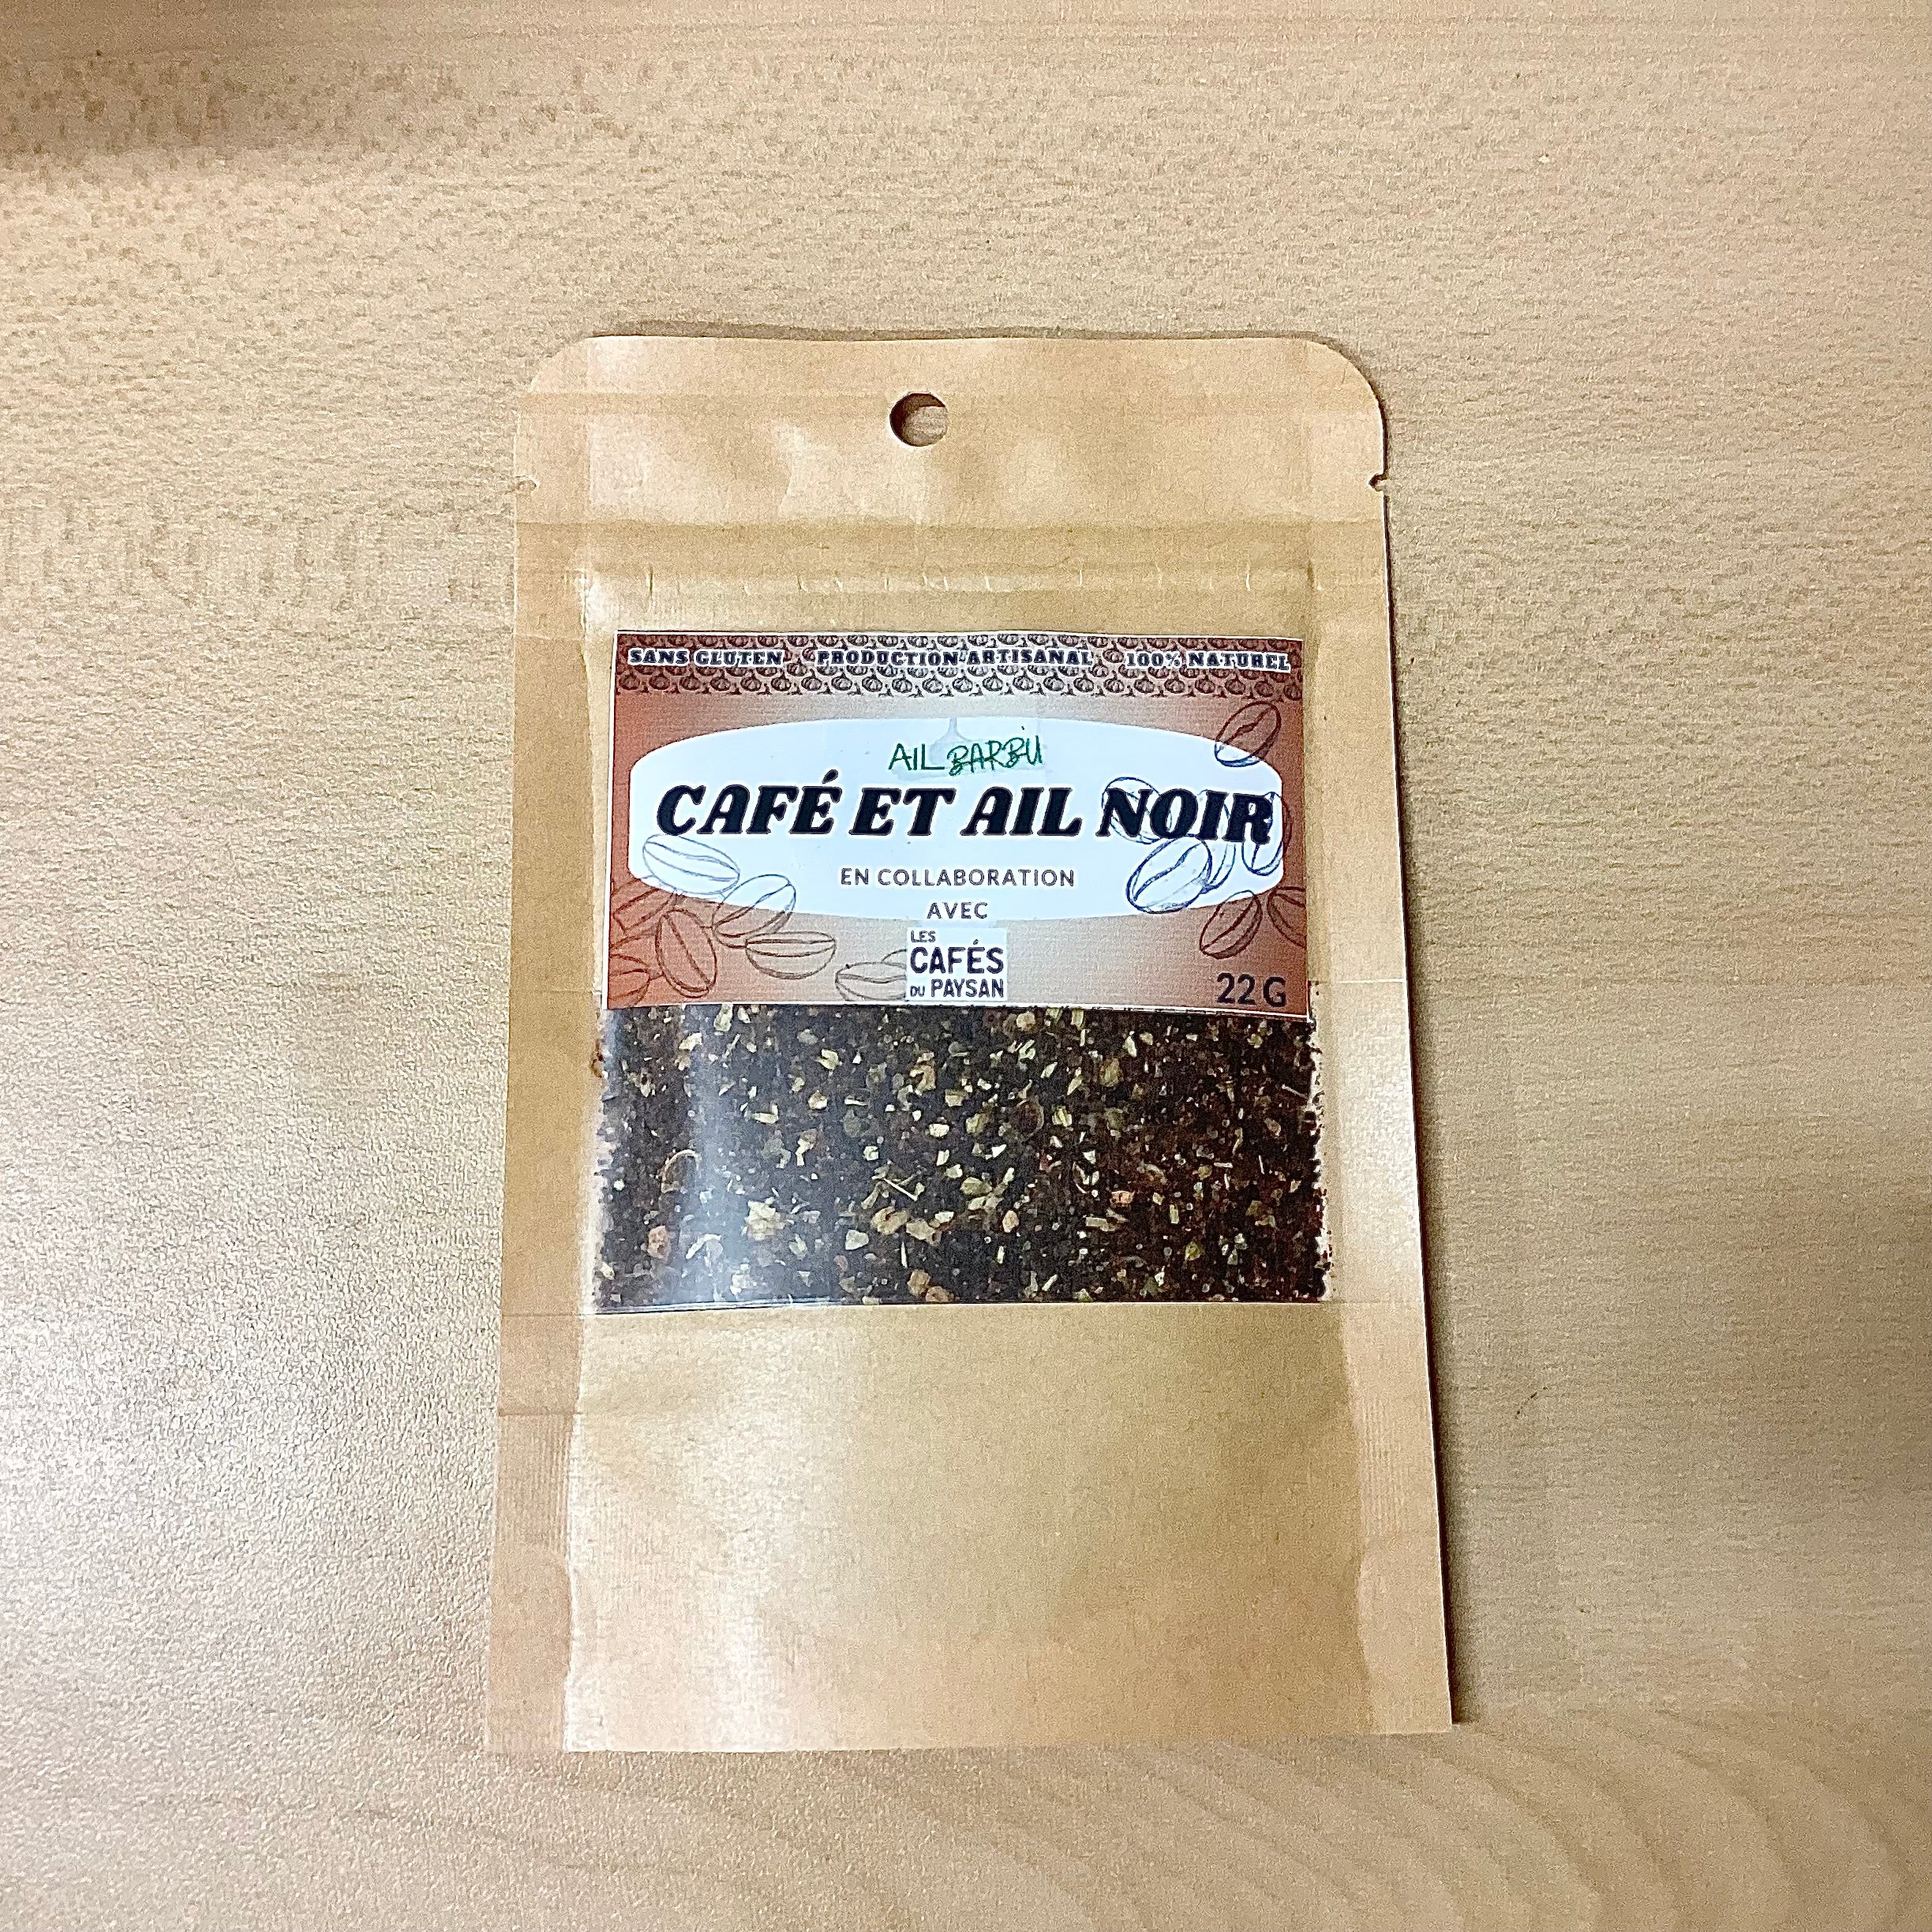 SANS GLUTEN PRODUCTION ARTISANAL 100% NATUREL
AIL BARBÙ
CAFÉ ET AIL NOIR
EN COLLABORATION
AVEC
LES
CAFÉS
DU PAYSAN
22 G